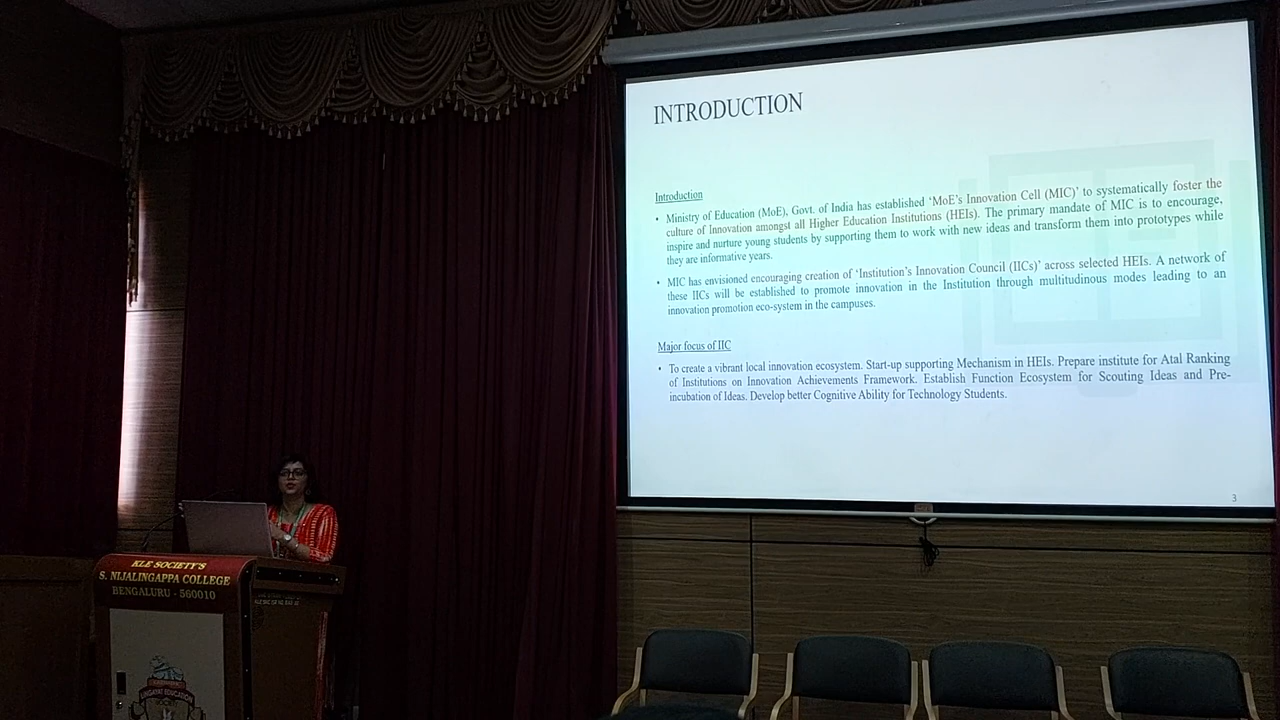 INTRODUCTION
Introduction
• Ministry of Education (MoE), Govt. of India has established ‘MoE's Innovation Cell (MIC)’ to systematically foster the
culture of Innovation amongst all Higher Education Institutions (HEIs). The primary mandate of MIC is to encourage,
inspire and nurture young students by supporting them to work with new ideas and transform them into prototypes while
they are informative years.
• MIC has envisioned encouraging creation of ‘Institution's Innovation Council (IICs)’ across selected HEIs. A network of
these IICs will be established to promote innovation in the Institution through multitudinous modes leading to an
innovation promotion eco-system in the campuses.
Major focus of IIC
• To create a vibrant local innovation ecosystem. Start-up supporting Mechanism in HEIs. Prepare institute for Atal Ranking
of Institutions on Innovation Achievements Framework. Establish Function Ecosystem for Scouting Ideas and Pre-
incubation of Ideas. Develop better Cognitive Ability for Technology Students.
3
KLE SOCIETY'S
S. NIJALINGAPPA COLLEGE
BENGALURU - 560010
LINGAYAT EDUCATION